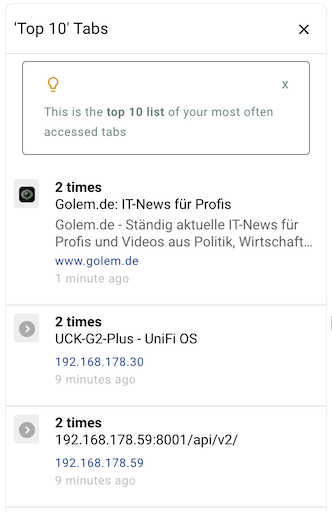 'Top 10' Tabs
x
This is the top 10 list of your most often
accessed tabs
2 times
Golem.de: IT-News für Profis
Golem.de - Ständig aktuelle IT-News für
Profis und Videos aus Politik, Wirtschaft...
www.golem.de
1 minute ago
2 times
UCK-G2-Plus - UniFi OS
192.168.178.30
9 minutes ago
2 times
192.168.178.59:8001/api/v2/
192.168.178.59
9 minutes ago